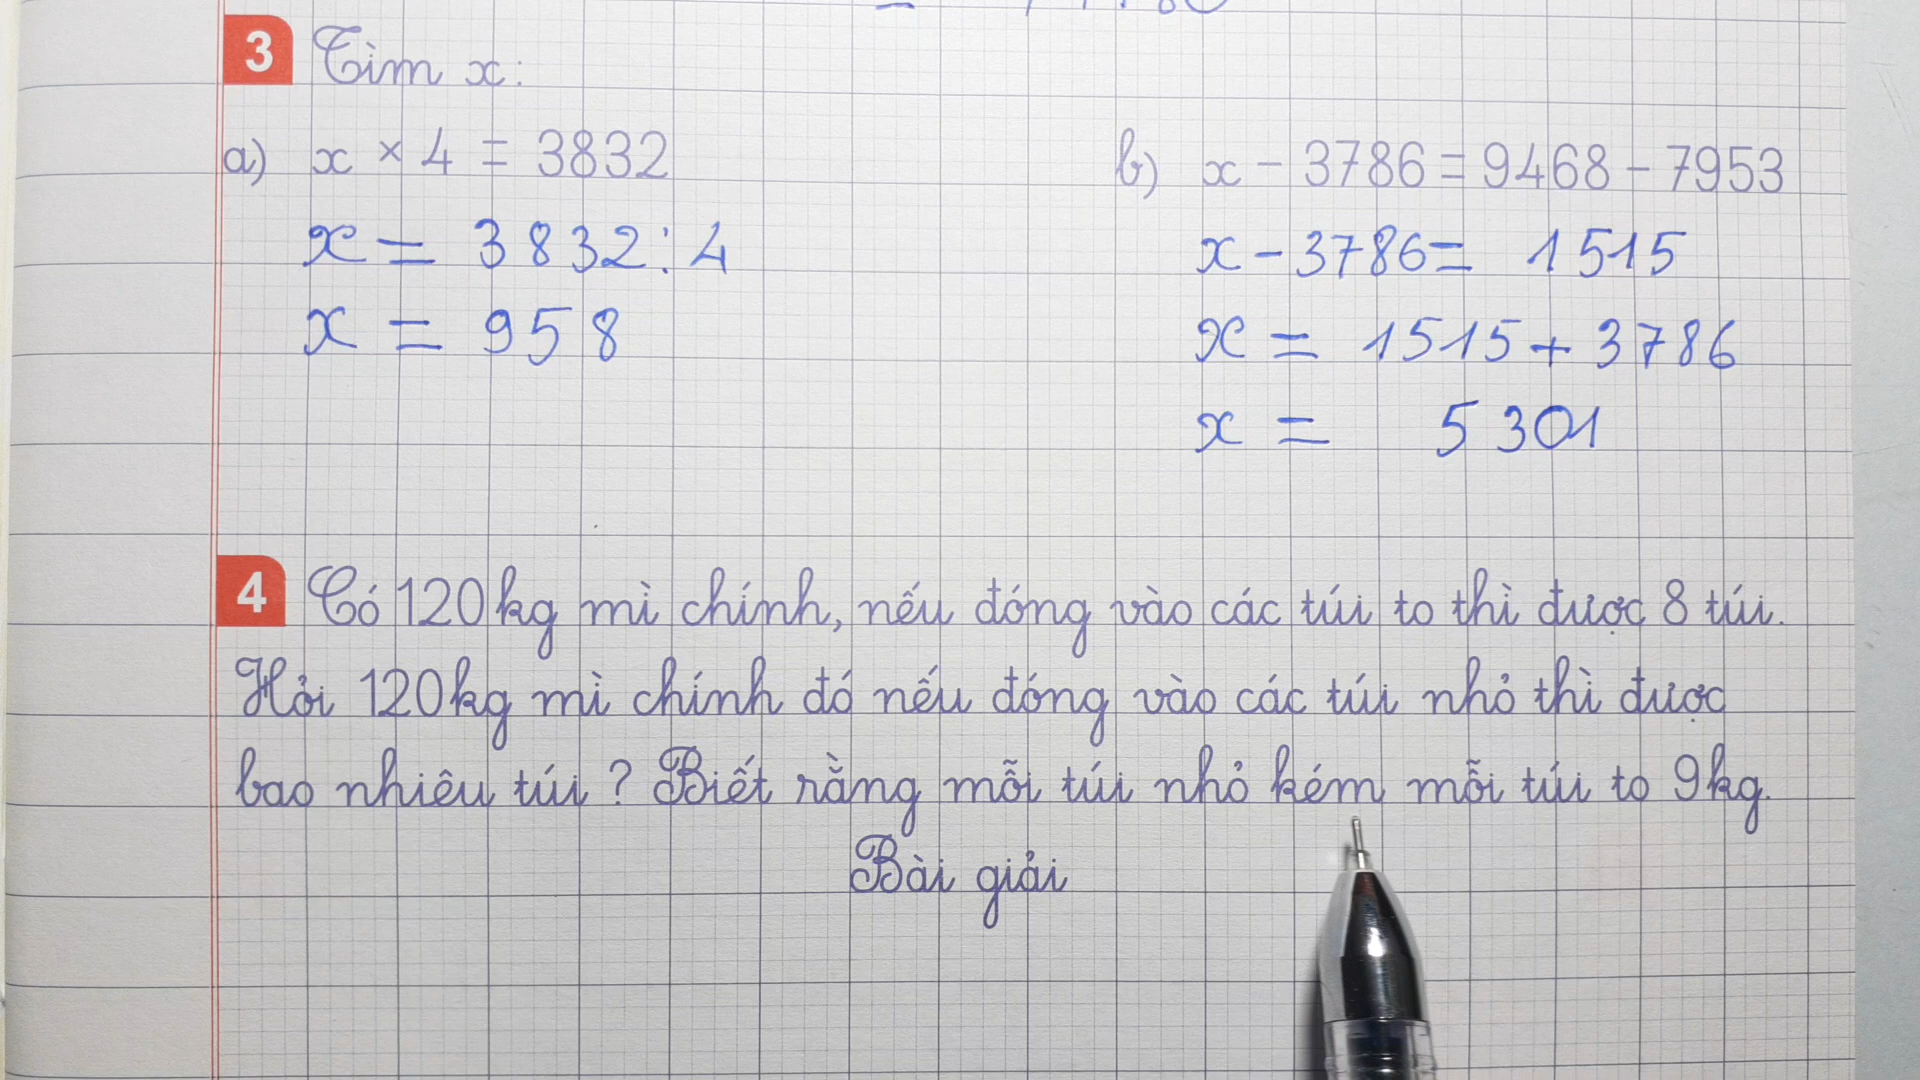 3 Tìm x:
a) x × 4 = 3832
x = 3832 : 4
x = 958
b) x - 3786 = 9468 - 7953
x - 3786 = 1515
x = 1515 + 3786
x = 5301
4 Có 120kg mì chính, nếu đóng vào các túi to thì được 8 túi.
Hỏi 120kg mì chính đó nếu đóng vào các túi nhỏ thì được
bao nhiêu túi? Biết rằng mỗi túi nhỏ kém mỗi túi to 9kg.
Bài giải